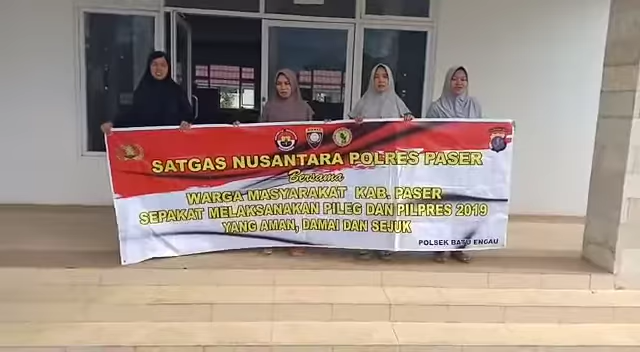 SATGAS NUSANTARA POLRES PASER
Bersama
WARGA MASYARAKAT KAB. PASER
SEPAKAT MELAKSANAKAN PILEG DAN PILPRES 2019
YANG AMAN, DAMAI DAN SEJUK
POLSEK BATU ENGAU